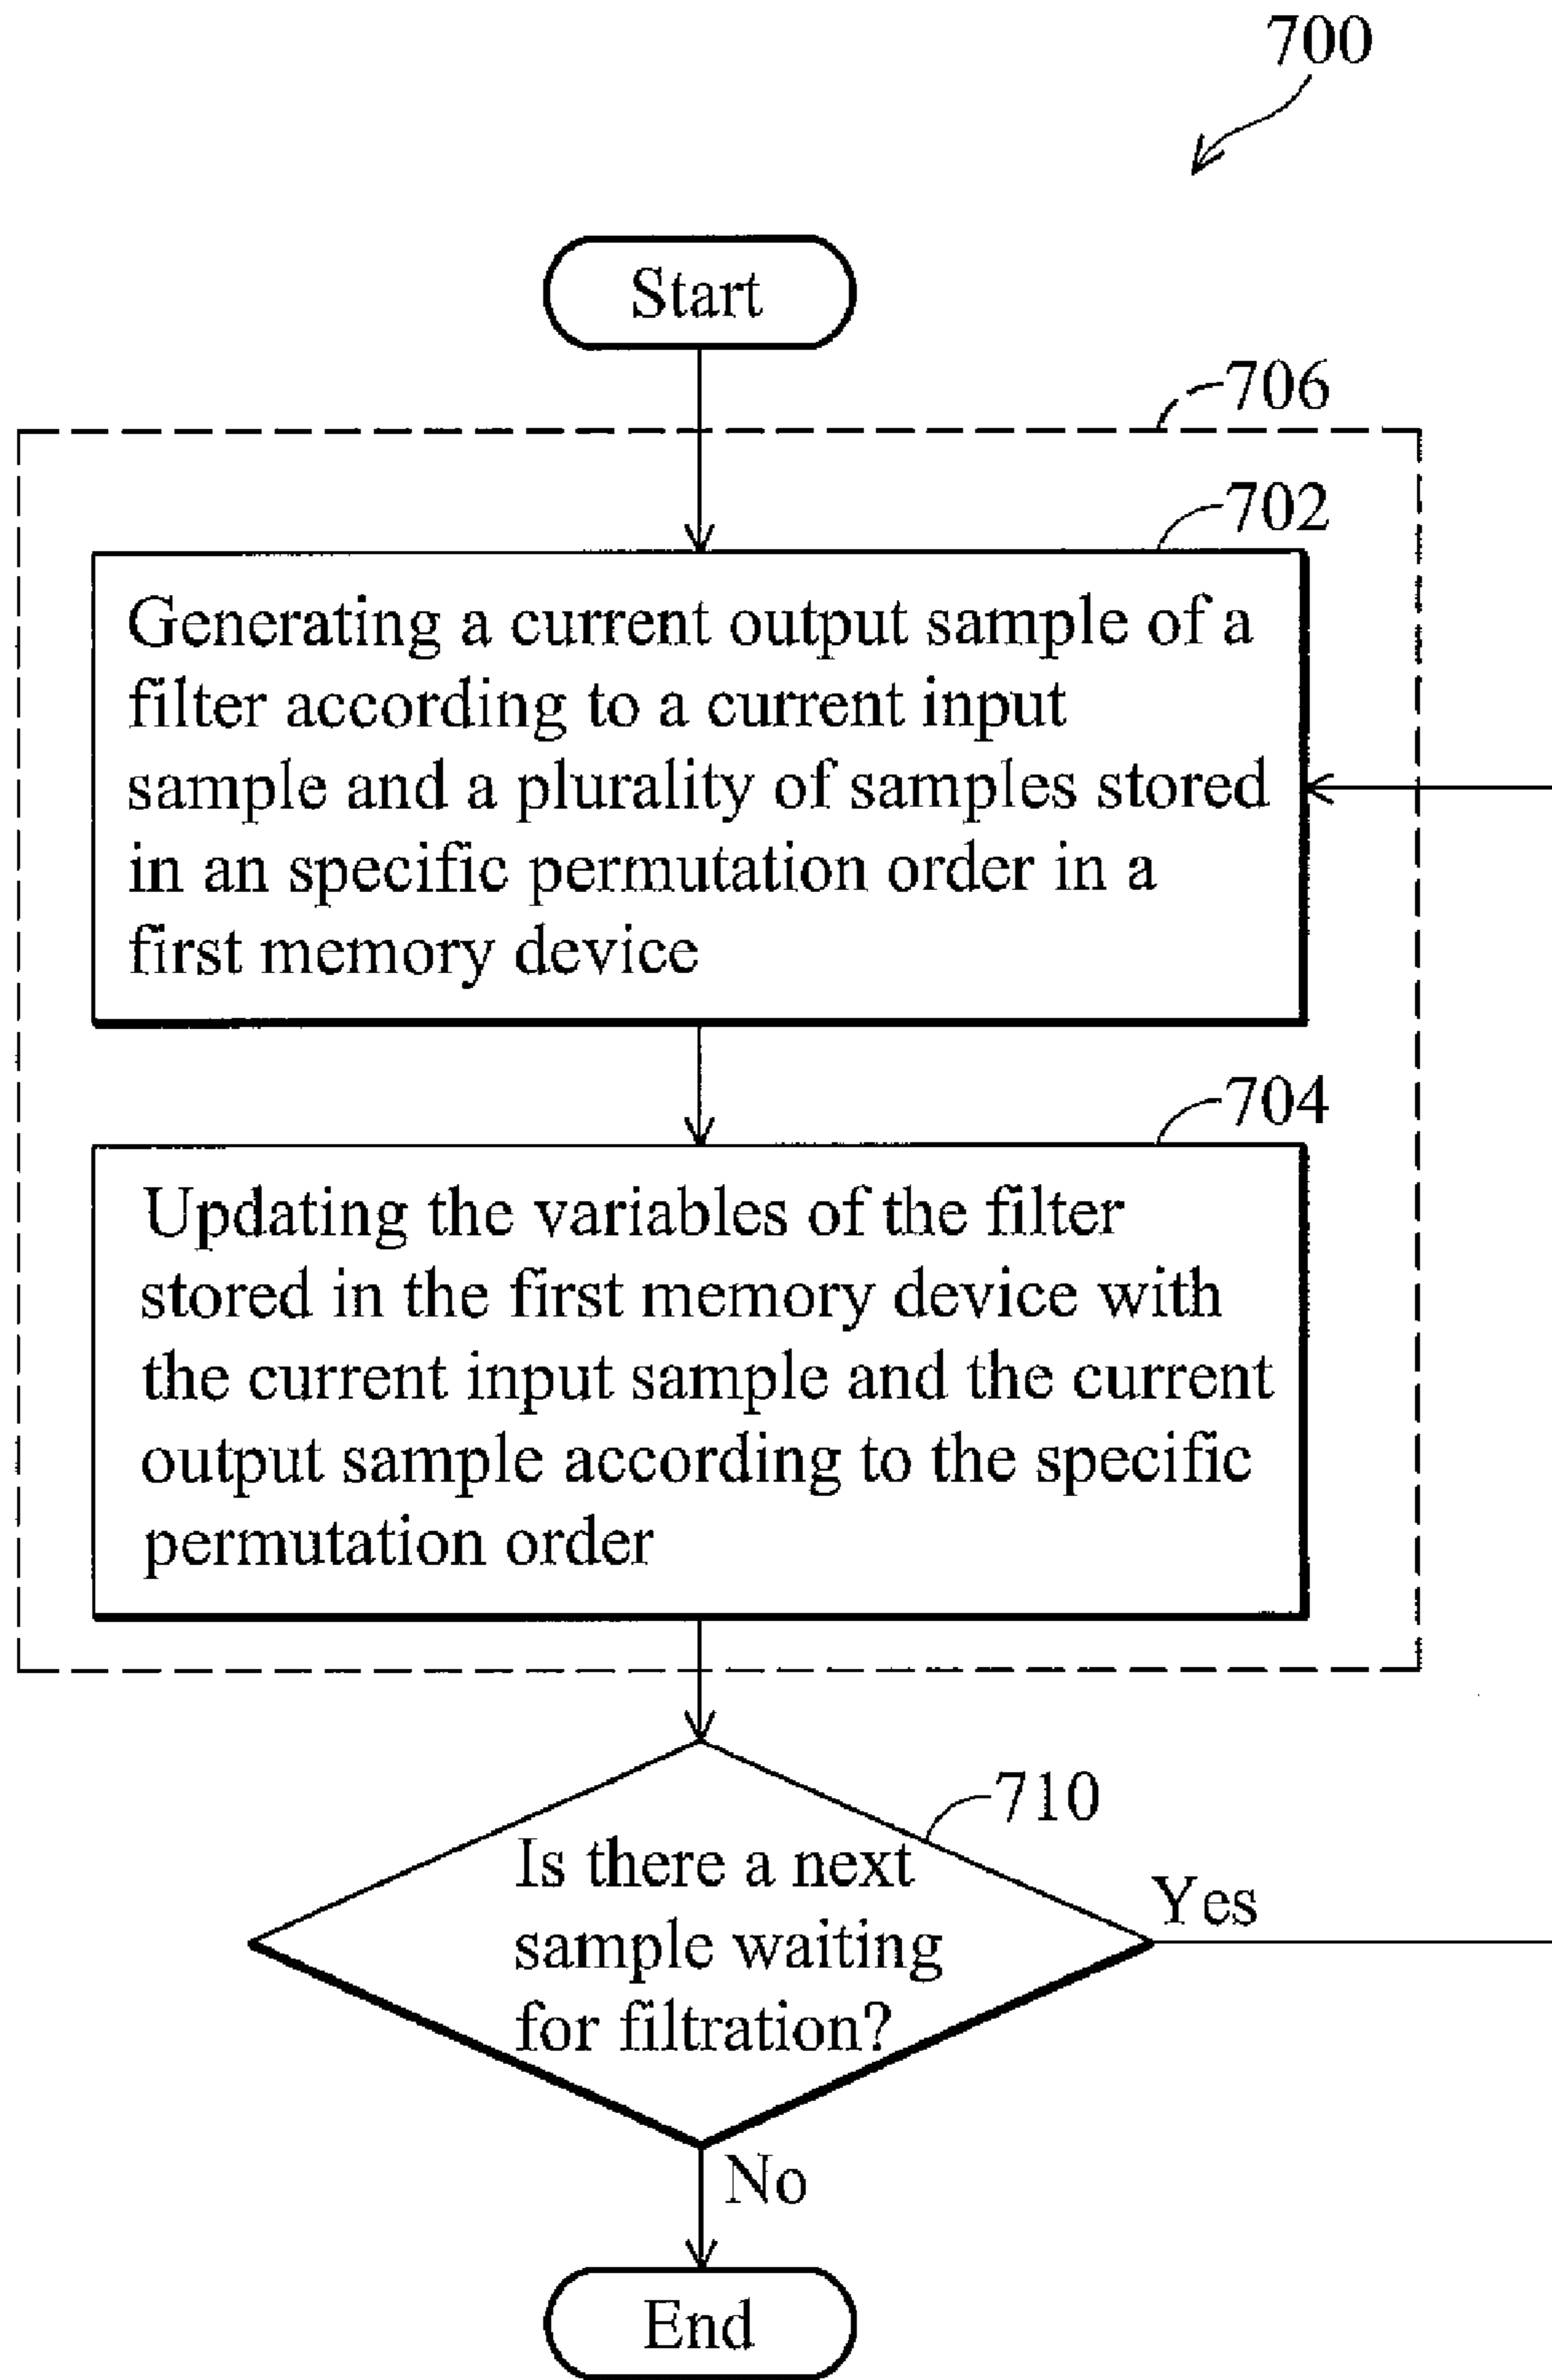 700
Start
706
702
Generating a current output sample of a
filter according to a current input
sample and a plurality of samples stored
in an specific permutation order in a
first memory device
704
Updating the variables of the filter
stored in the first memory device with
the current input sample and the current
output sample according to the specific
permutation order
710
Is there a next
sample waiting
for filtration?
Yes
No
End